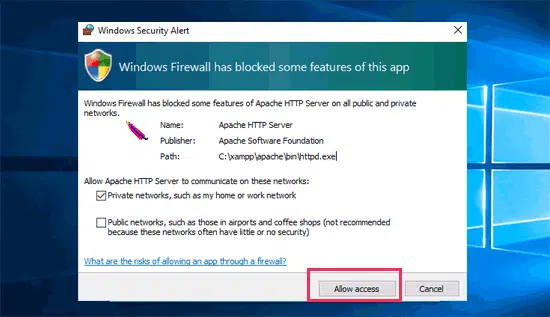 Windows Security Alert
Windows Firewall has blocked some features of this app
Windows Firewall has blocked some features of Apache HTTP Server on all public and private
networks.
Name: Apache HTTP Server
Publisher: Apache Software Foundation
Path: C:\xampp\apache\bin\httpd.exe
Allow Apache HTTP Server to communicate on these networks:
Private networks, such as my home or work network
Public networks, such as those in airports and coffee shops (not recommended
because these networks often have little or no security)
What are the risks of allowing an app through a firewall?
Allow access Cancel